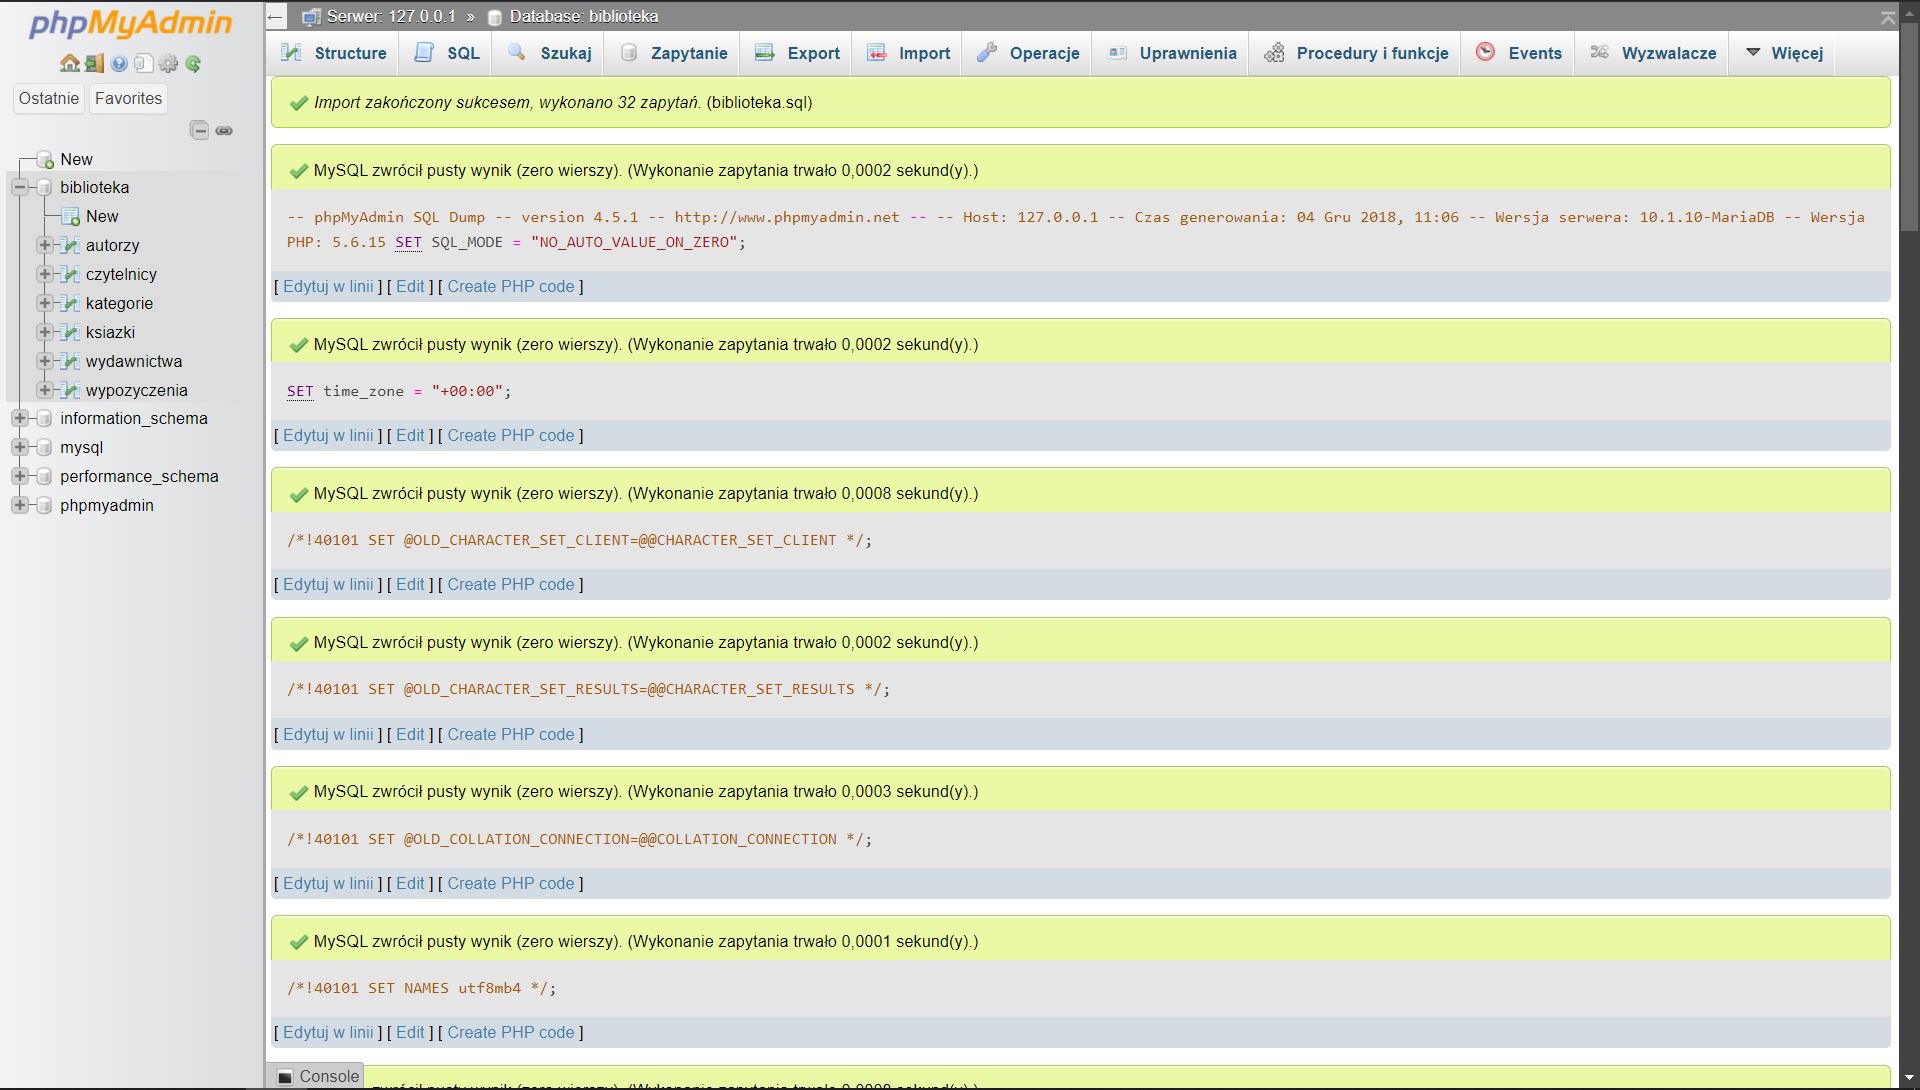 phpMyAdmin
Ostatnie Favorites
New
biblioteka
New
autorzy
czytelnicy
kategorie
ksiazki
wydawnictwa
wypozyczenia
information_schema
mysql
performance_schema
phpmyadmin
Serwer: 127.0.0.1 » Database: biblioteka
Structure SQL Szukaj Zapytanie Export Import Operacje Uprawnienia Procedury i funkcje Events Wyzwalacze Więcej
Import zakończony sukcesem, wykonano 32 zapytań. (biblioteka.sql)
MySQL zwrócił pusty wynik (zero wierszy). (Wykonanie zapytania trwało 0,0002 sekund(y).)
-- phpMyAdmin SQL Dump -- version 4.5.1 -- http://www.phpmyadmin.net -- -- Host: 127.0.0.1 -- Czas generowania: 04 Gru 2018, 11:06 -- Wersja serwera: 10.1.10-MariaDB -- Wersja
PHP: 5.6.15 SET SQL_MODE = "NO_AUTO_VALUE_ON_ZERO";
[ Edytuj w linii ] [ Edit ] [ Create PHP code ]
MySQL zwrócił pusty wynik (zero wierszy). (Wykonanie zapytania trwało 0,0002 sekund(y).)
SET time_zone = "+00:00";
[ Edytuj w linii ] [ Edit ] [ Create PHP code ]
MySQL zwrócił pusty wynik (zero wierszy). (Wykonanie zapytania trwało 0,0008 sekund(y).)
/*!40101 SET @OLD_CHARACTER_SET_CLIENT=@@CHARACTER_SET_CLIENT */;
[ Edytuj w linii ] [ Edit ] [ Create PHP code ]
MySQL zwrócił pusty wynik (zero wierszy). (Wykonanie zapytania trwało 0,0002 sekund(y).)
/*!40101 SET @OLD_CHARACTER_SET_RESULTS=@@CHARACTER_SET_RESULTS */;
[ Edytuj w linii ] [ Edit ] [ Create PHP code ]
MySQL zwrócił pusty wynik (zero wierszy). (Wykonanie zapytania trwało 0,0003 sekund(y).)
/*!40101 SET @OLD_COLLATION_CONNECTION=@@COLLATION_CONNECTION */;
[ Edytuj w linii ] [ Edit ] [ Create PHP code ]
MySQL zwrócił pusty wynik (zero wierszy). (Wykonanie zapytania trwało 0,0001 sekund(y).)
/*!40101 SET NAMES utf8mb4 */;
[ Edytuj w linii ] [ Edit ] [ Create PHP code ]
Console